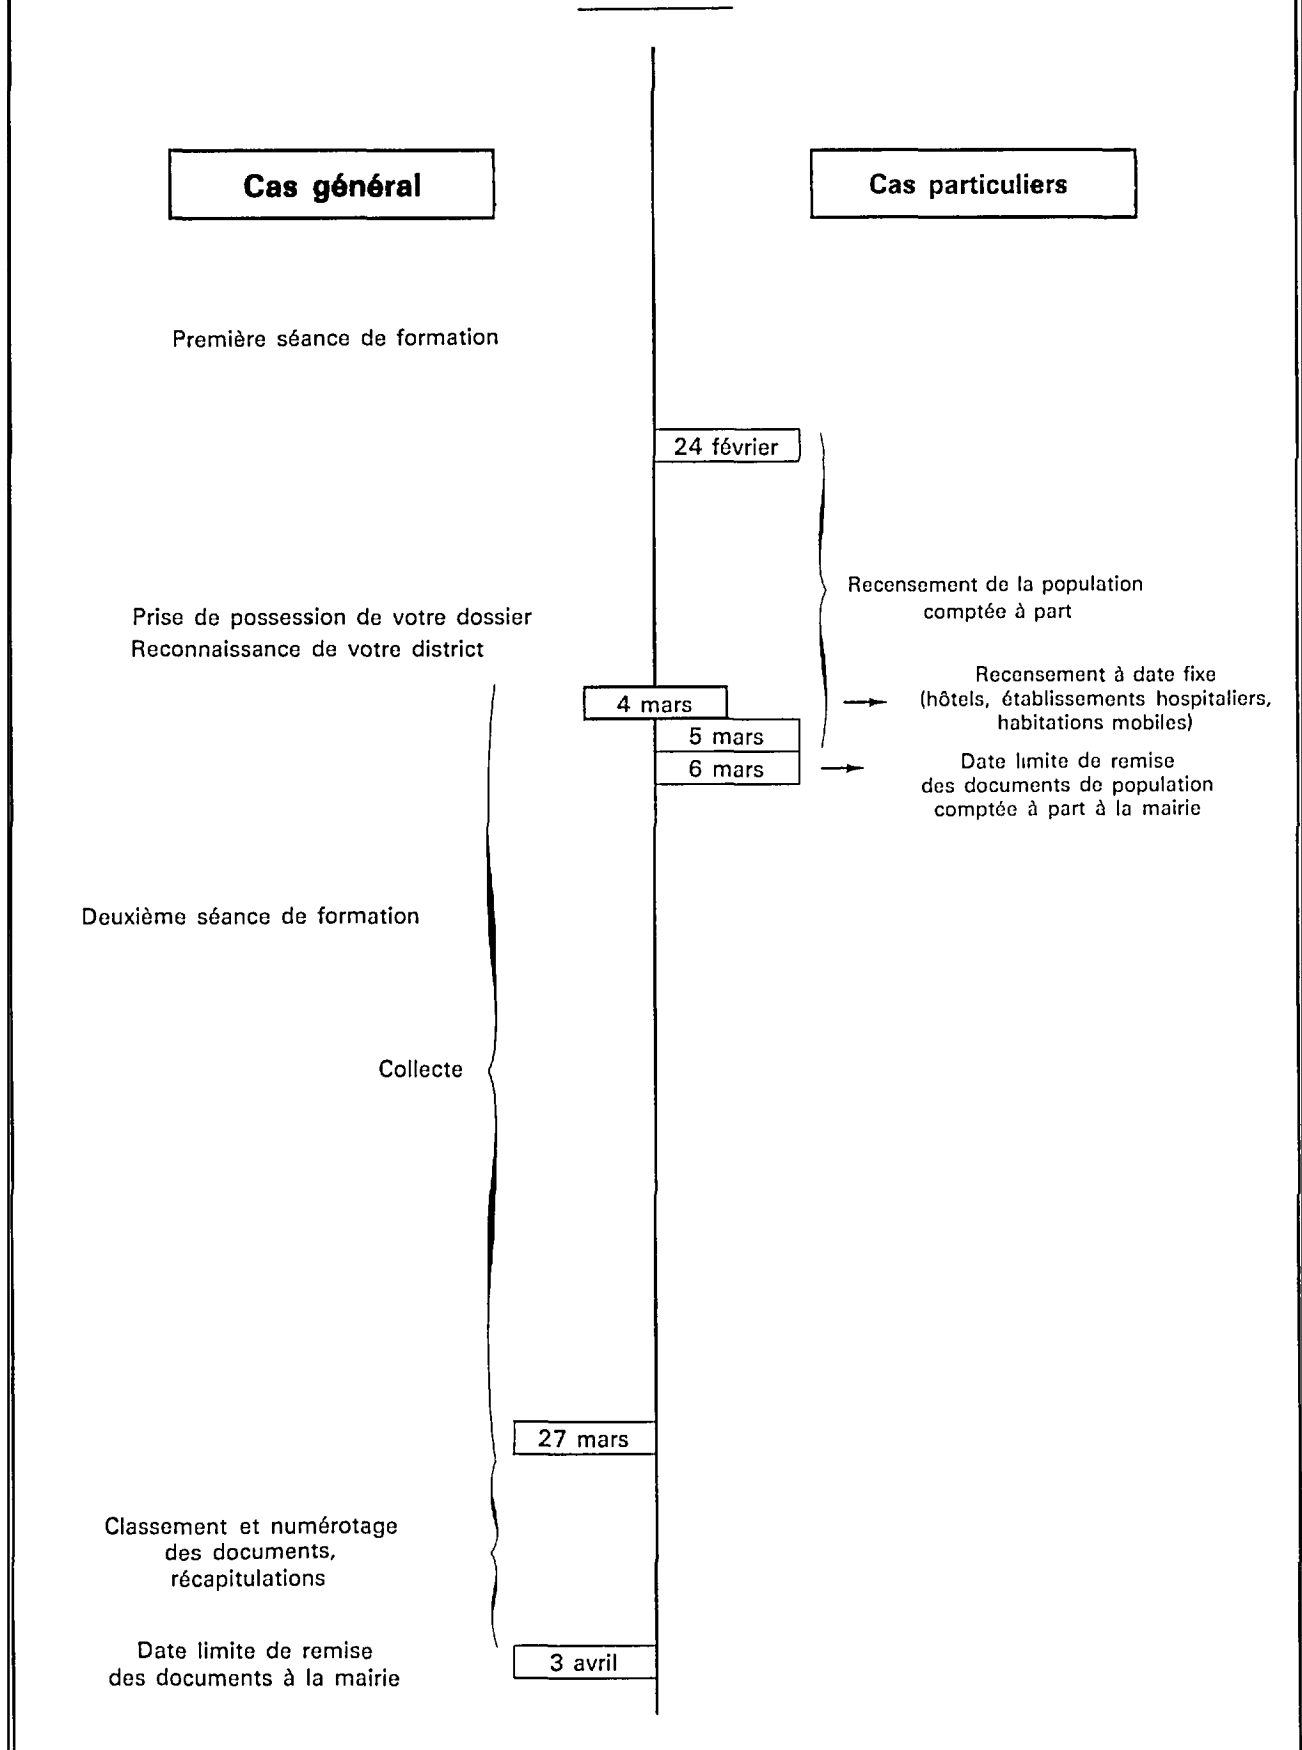 Cas général
Cas particuliers
Première séance de formation
24 février
Recensement de la population
comptée à part
Prise de possession de votre dossier
Reconnaissance de votre district
4 mars
Recensement à date fixe
(hôtels, établissements hospitaliers,
habitations mobiles)
5 mars
6 mars
Date limite de remise
des documents de population
comptée à part à la mairie
Deuxième séance de formation
Collecte
27 mars
Classement et numérotage
des documents,
récapitulations
Date limite de remise
des documents à la mairie
3 avril